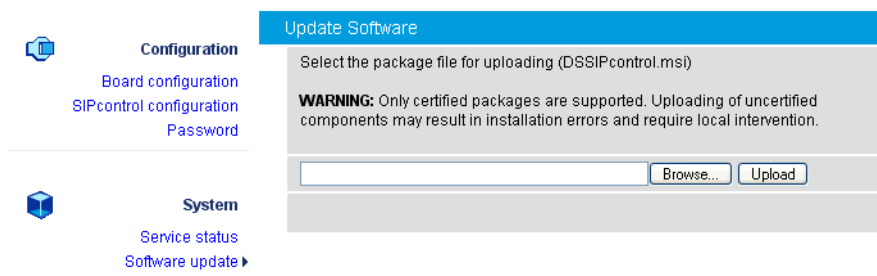 Configuration
Board configuration
SIPcontrol configuration
Password
System
Service status
Software update
Update Software
Select the package file for uploading (DSSIPcontrol.msi)
WARNING: Only certified packages are supported. Uploading of uncertified
components may result in installation errors and require local intervention.
Browse... Upload